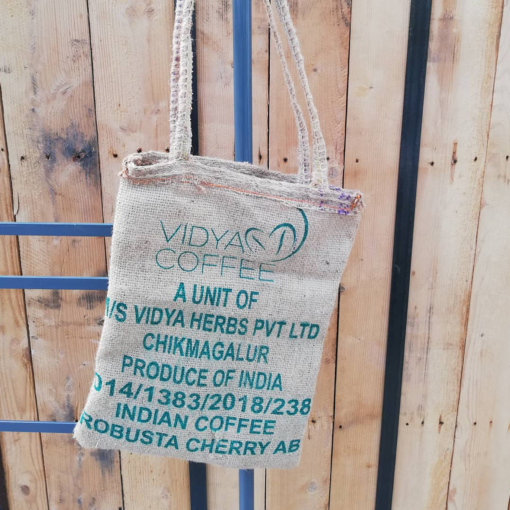 VIDYA
COFFEE
A UNIT OF
M/S VIDYA HERBS PVT LTD
CHIKMAGALUR
PRODUCE OF INDIA
014/1383/2018/238
INDIAN COFFEE
ROBUSTA CHERRY AB